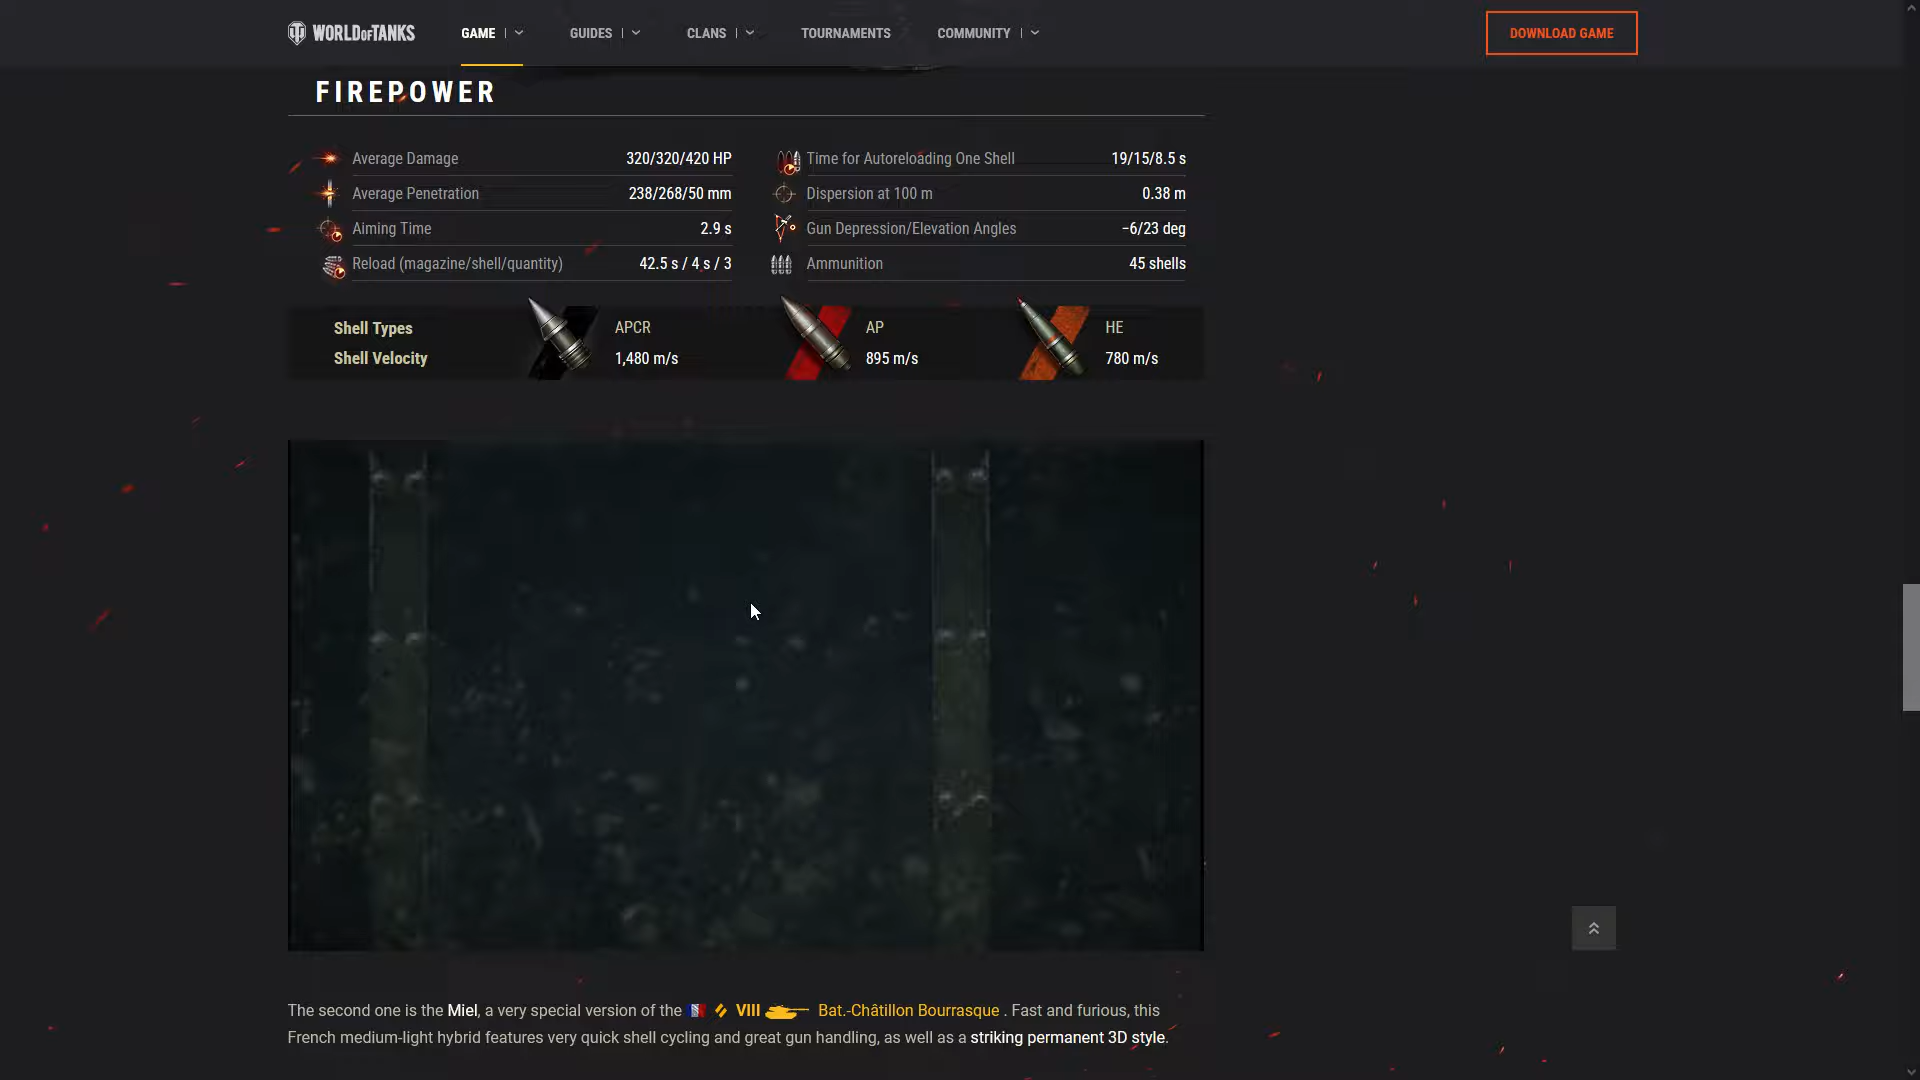 WORLD OF TANKS
GAME
GUIDES
CLANS
TOURNAMENTS
COMMUNITY
DOWNLOAD GAME
FIREPOWER
Average Damage 320/320/420 HP
Average Penetration 238/268/50 mm
Aiming Time 2.9 s
Reload (magazine/shell/quantity) 42.5 s / 4 s / 3
Time for Autoreloading One Shell 19/15/8.5 s
Dispersion at 100 m 0.38 m
Gun Depression/Elevation Angles −6/23 deg
Ammunition 45 shells
Shell Types APCR AP HE
Shell Velocity 1,480 m/s 895 m/s 780 m/s
The second one is the Miel, a very special version of the VIII Bat.-Châtillon Bourrasque . Fast and furious, this
French medium-light hybrid features very quick shell cycling and great gun handling, as well as a striking permanent 3D style.